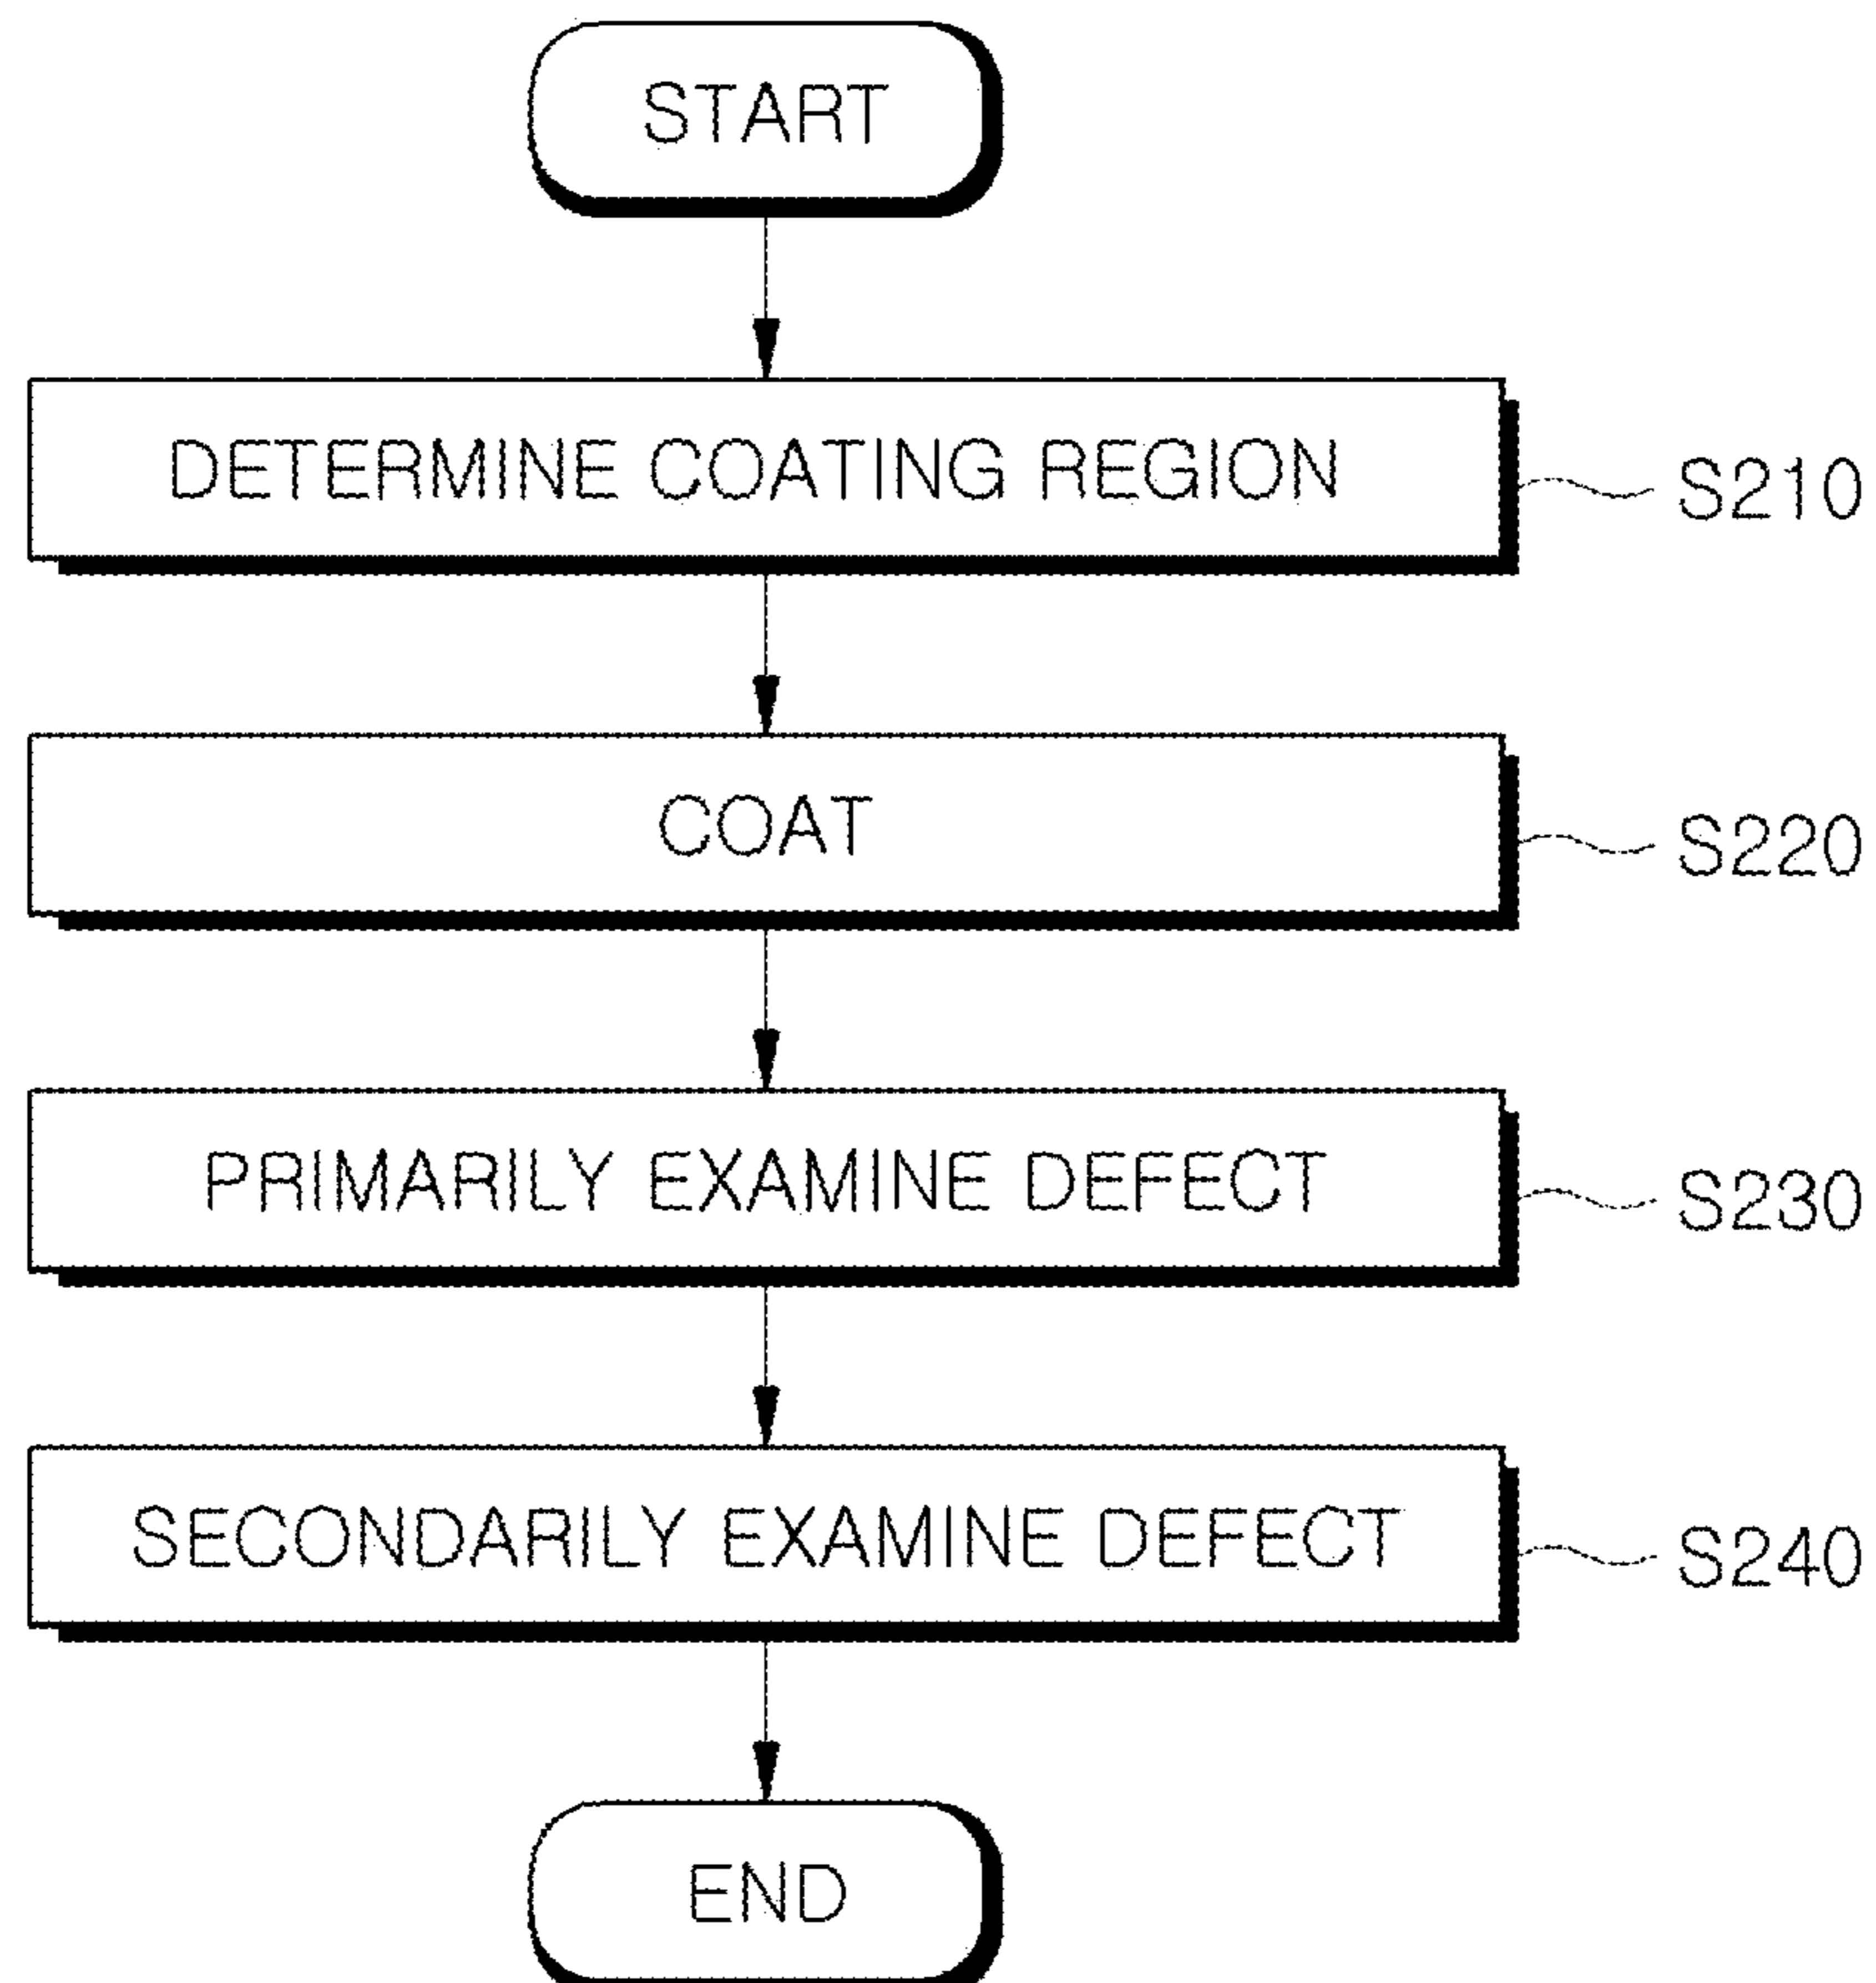 START
DETERMINE COATING REGION
S210
COAT
S220
PRIMARILY EXAMINE DEFECT
S230
SECONDARILY EXAMINE DEFECT
S240
END